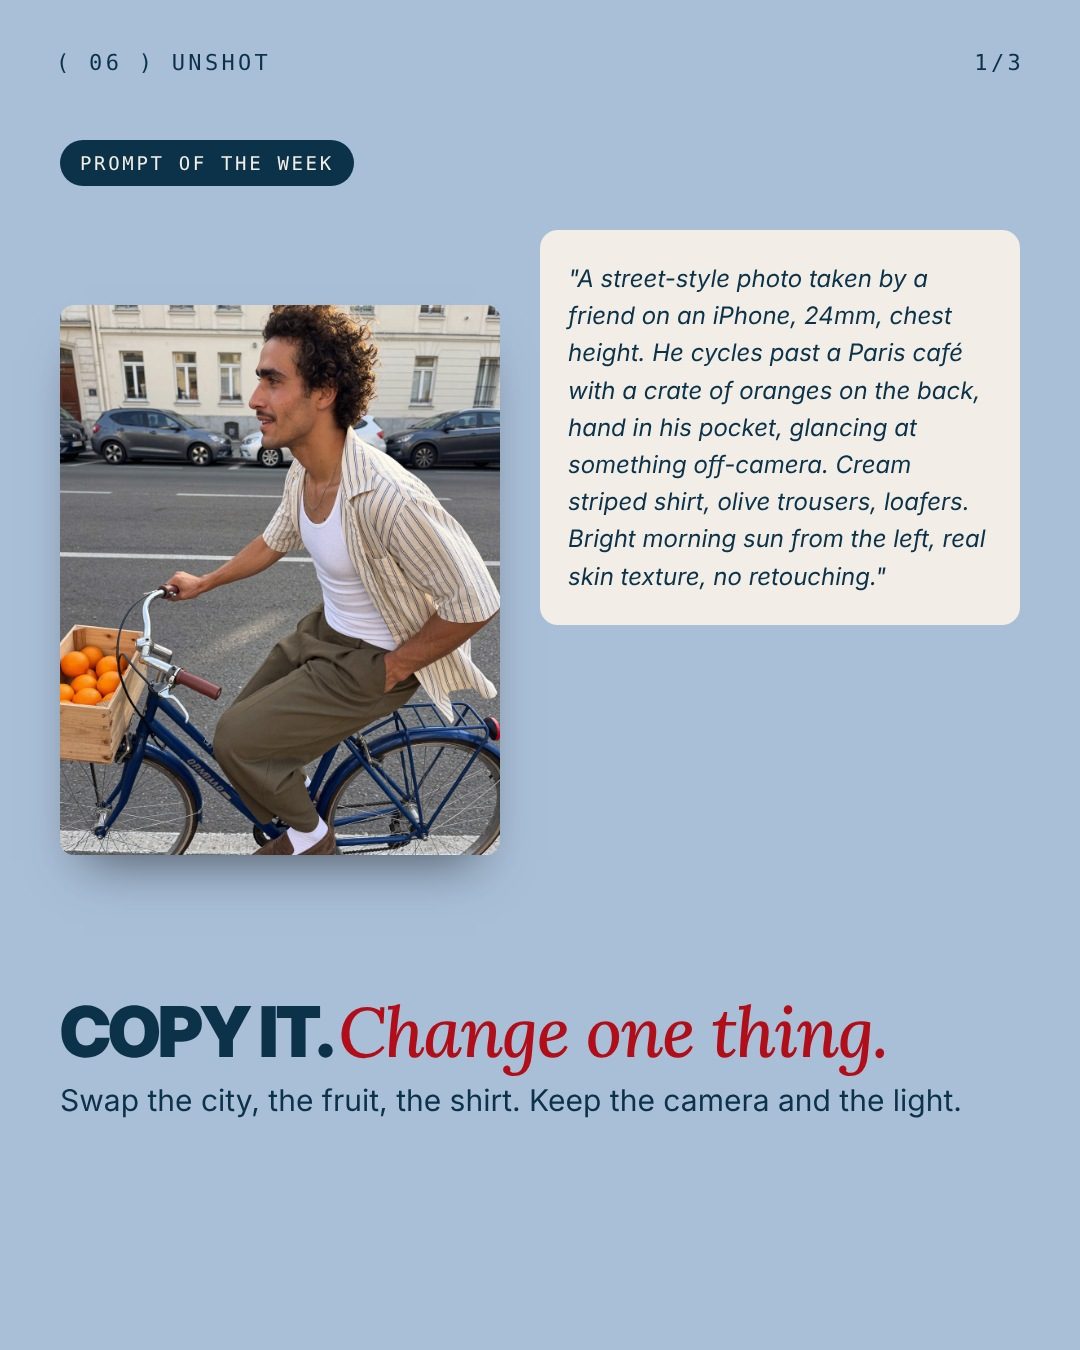 ( 06 ) UNSHOT
1/3
PROMPT OF THE WEEK
"A street-style photo taken by a
friend on an iPhone, 24mm, chest
height. He cycles past a Paris café
with a crate of oranges on the back,
hand in his pocket, glancing at
something off-camera. Cream
striped shirt, olive trousers, loafers.
Bright morning sun from the left, real
skin texture, no retouching."
COPY IT. Change one thing.
Swap the city, the fruit, the shirt. Keep the camera and the light.